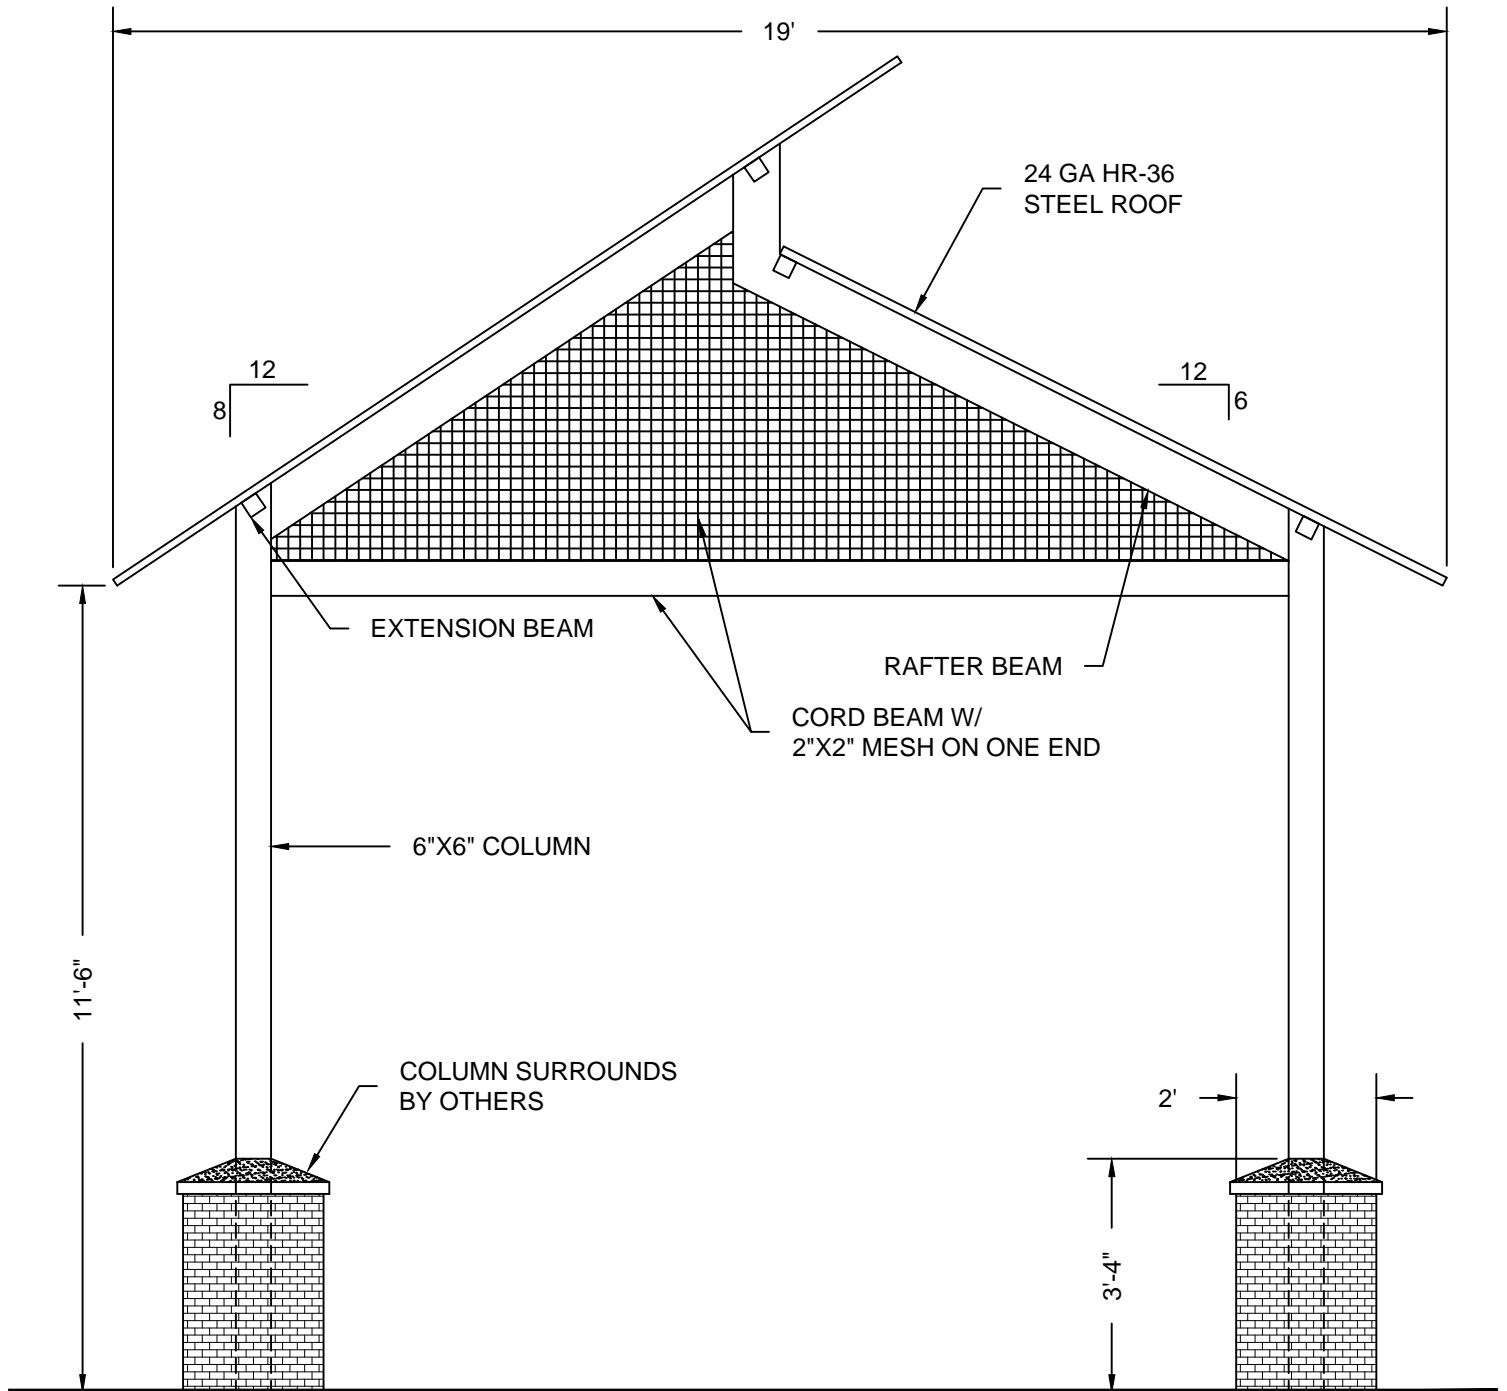 19'
24 GA HR-36
STEEL ROOF
12
8
12
6
EXTENSION BEAM
RAFTER BEAM
CORD BEAM W/
2"X2" MESH ON ONE END
6"X6" COLUMN
11'-6"
COLUMN SURROUNDS
BY OTHERS
2'
3'-4"